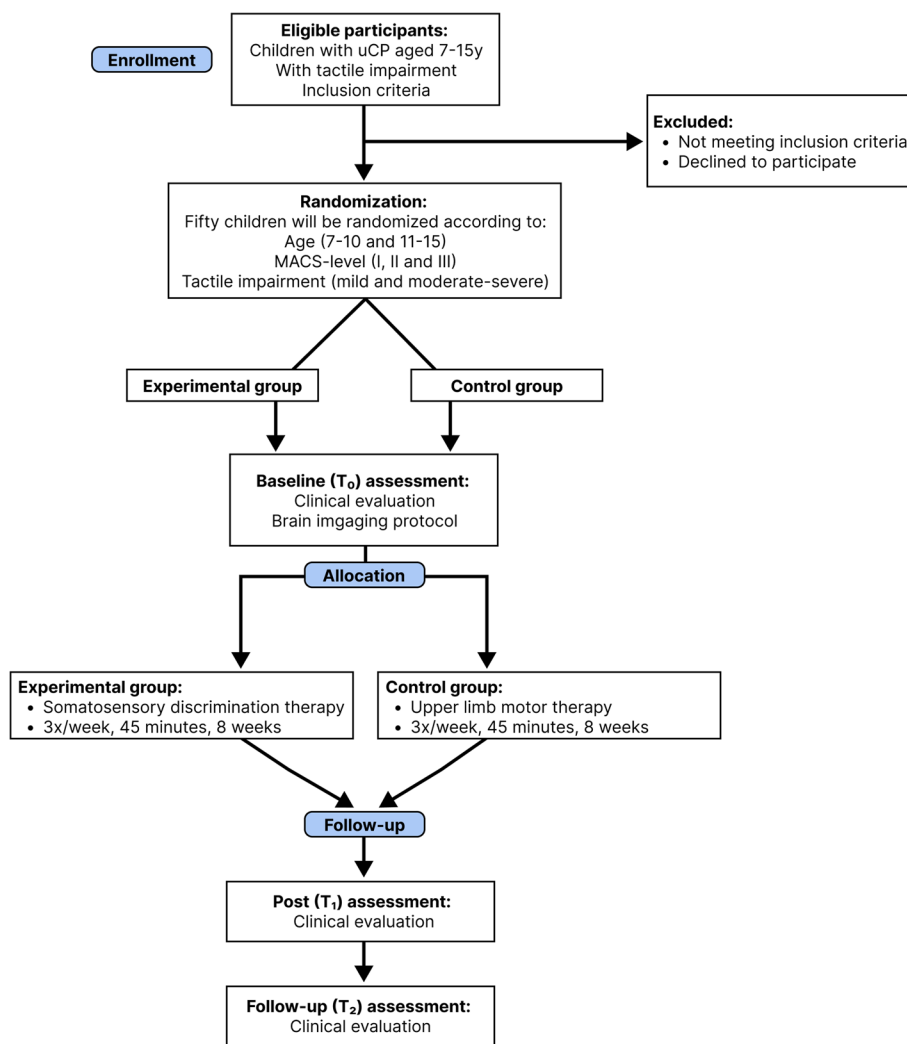 Enrollment
Eligible participants:
Children with uCP aged 7-15y
With tactile impairment
Inclusion criteria
Excluded:
• Not meeting inclusion criteria
• Declined to participate
Randomization:
Fifty children will be randomized according to:
Age (7-10 and 11-15)
MACS-level (I, II and III)
Tactile impairment (mild and moderate-severe)
Experimental group
Control group
Baseline (T₀) assessment:
Clinical evaluation
Brain imgaging protocol
Allocation
Experimental group:
• Somatosensory discrimination therapy
• 3x/week, 45 minutes, 8 weeks
Control group:
• Upper limb motor therapy
• 3x/week, 45 minutes, 8 weeks
Follow-up
Post (T₁) assessment:
Clinical evaluation
Follow-up (T₂) assessment:
Clinical evaluation